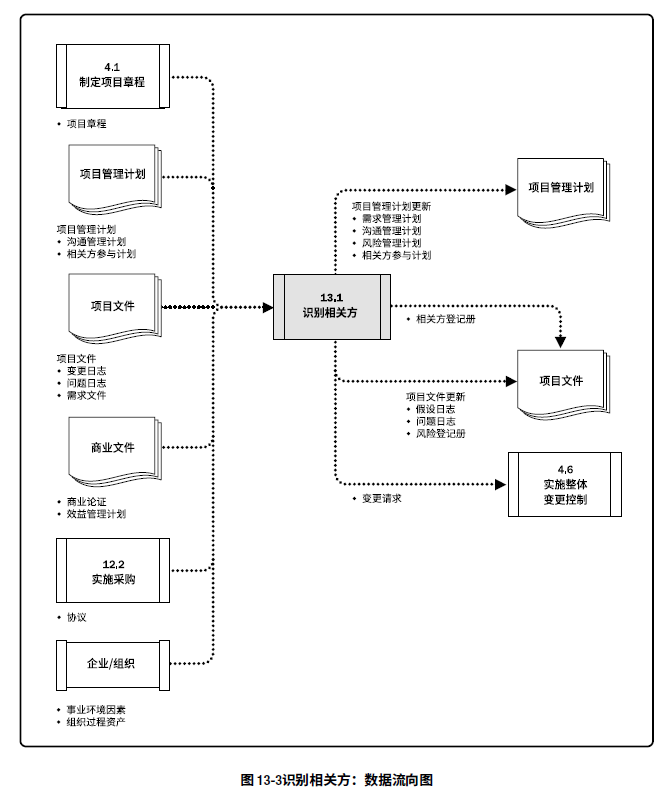 4.1
制定项目章程
• 项目章程
项目管理计划
项目管理计划
• 沟通管理计划
• 相关方参与计划
项目文件
项目文件
• 变更日志
• 问题日志
• 需求文件
商业文件
• 商业论证
• 效益管理计划
12.2
实施采购
• 协议
企业/组织
• 事业环境因素
• 组织过程资产
13.1
识别相关方
项目管理计划更新
• 需求管理计划
• 沟通管理计划
• 风险管理计划
• 相关方参与计划
项目管理计划
• 相关方登记册
项目文件
项目文件更新
• 假设日志
• 问题日志
• 风险登记册
• 变更请求
4.6
实施整体
变更控制
图 13-3识别相关方：数据流向图